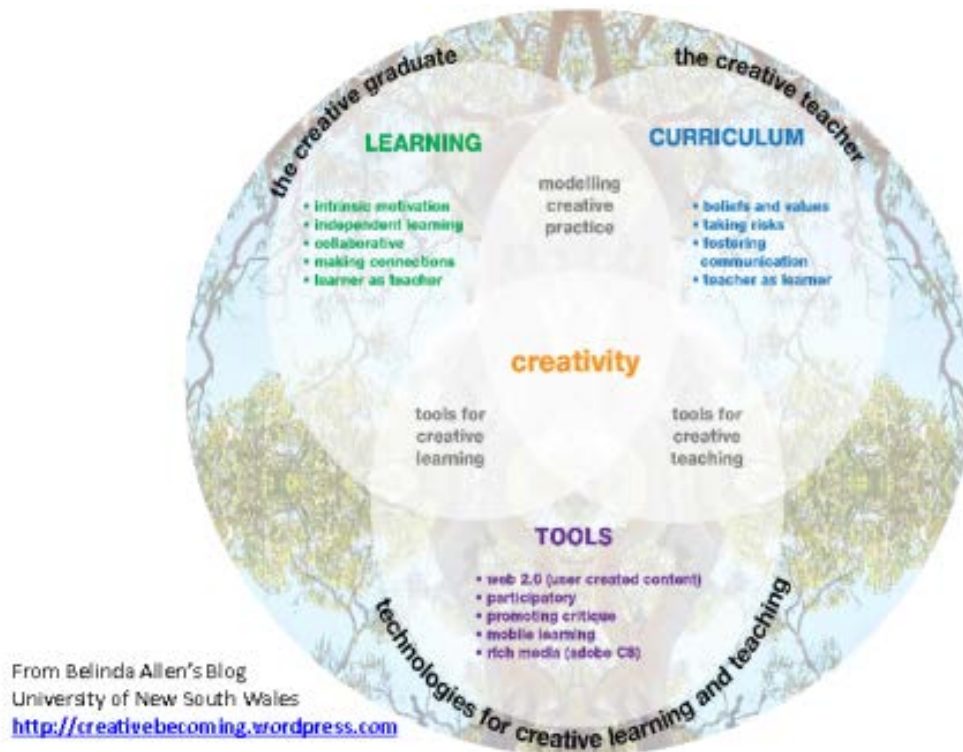 the creative graduate
the creative teacher
LEARNING
• intrinsic motivation
• independent learning
• collaborative
• making connections
• learner as teacher
modelling
creative
practice
CURRICULUM
• beliefs and values
• taking risks
• fostering
communication
• teacher as learner
creativity
tools for
creative
learning
tools for
creative
teaching
TOOLS
• web 2.0 (user created content)
• participatory
• promoting critique
• mobile learning
• rich media (adobe CS)
technologies for creative learning and teaching
From Belinda Allen's Blog
University of New South Wales
http://creativebecoming.wordpress.com